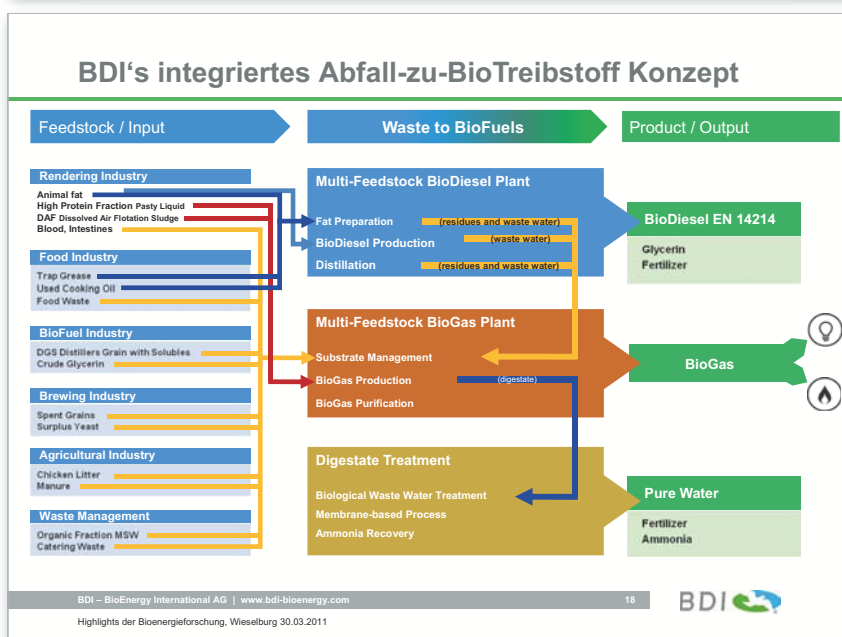 BDI‘s integriertes Abfall-zu-BioTreibstoff Konzept
Feedstock / Input
Waste to BioFuels
Product / Output
Rendering Industry
Animal fat
High Protein Fraction Pasty Liquid
DAF Dissolved Air Flotation Sludge
Blood, Intestines
Food Industry
Trap Grease
Used Cooking Oil
Food Waste
BioFuel Industry
DGS Distillers Grain with Solubles
Crude Glycerin
Brewing Industry
Spent Grains
Surplus Yeast
Agricultural Industry
Chicken Litter
Manure
Waste Management
Organic Fraction MSW
Catering Waste
Multi-Feedstock BioDiesel Plant
Fat Preparation (residues and waste water)
BioDiesel Production (waste water)
Distillation (residues and waste water)
Multi-Feedstock BioGas Plant
Substrate Management
BioGas Production (digestate)
BioGas Purification
Digestate Treatment
Biological Waste Water Treatment
Membrane-based Process
Ammonia Recovery
BioDiesel EN 14214
Glycerin
Fertilizer
BioGas
Pure Water
Fertilizer
Ammonia
BDI – BioEnergy International AG | www.bdi-bioenergy.com 18
BDI
Highlights der Bioenergieforschung, Wieselburg 30.03.2011